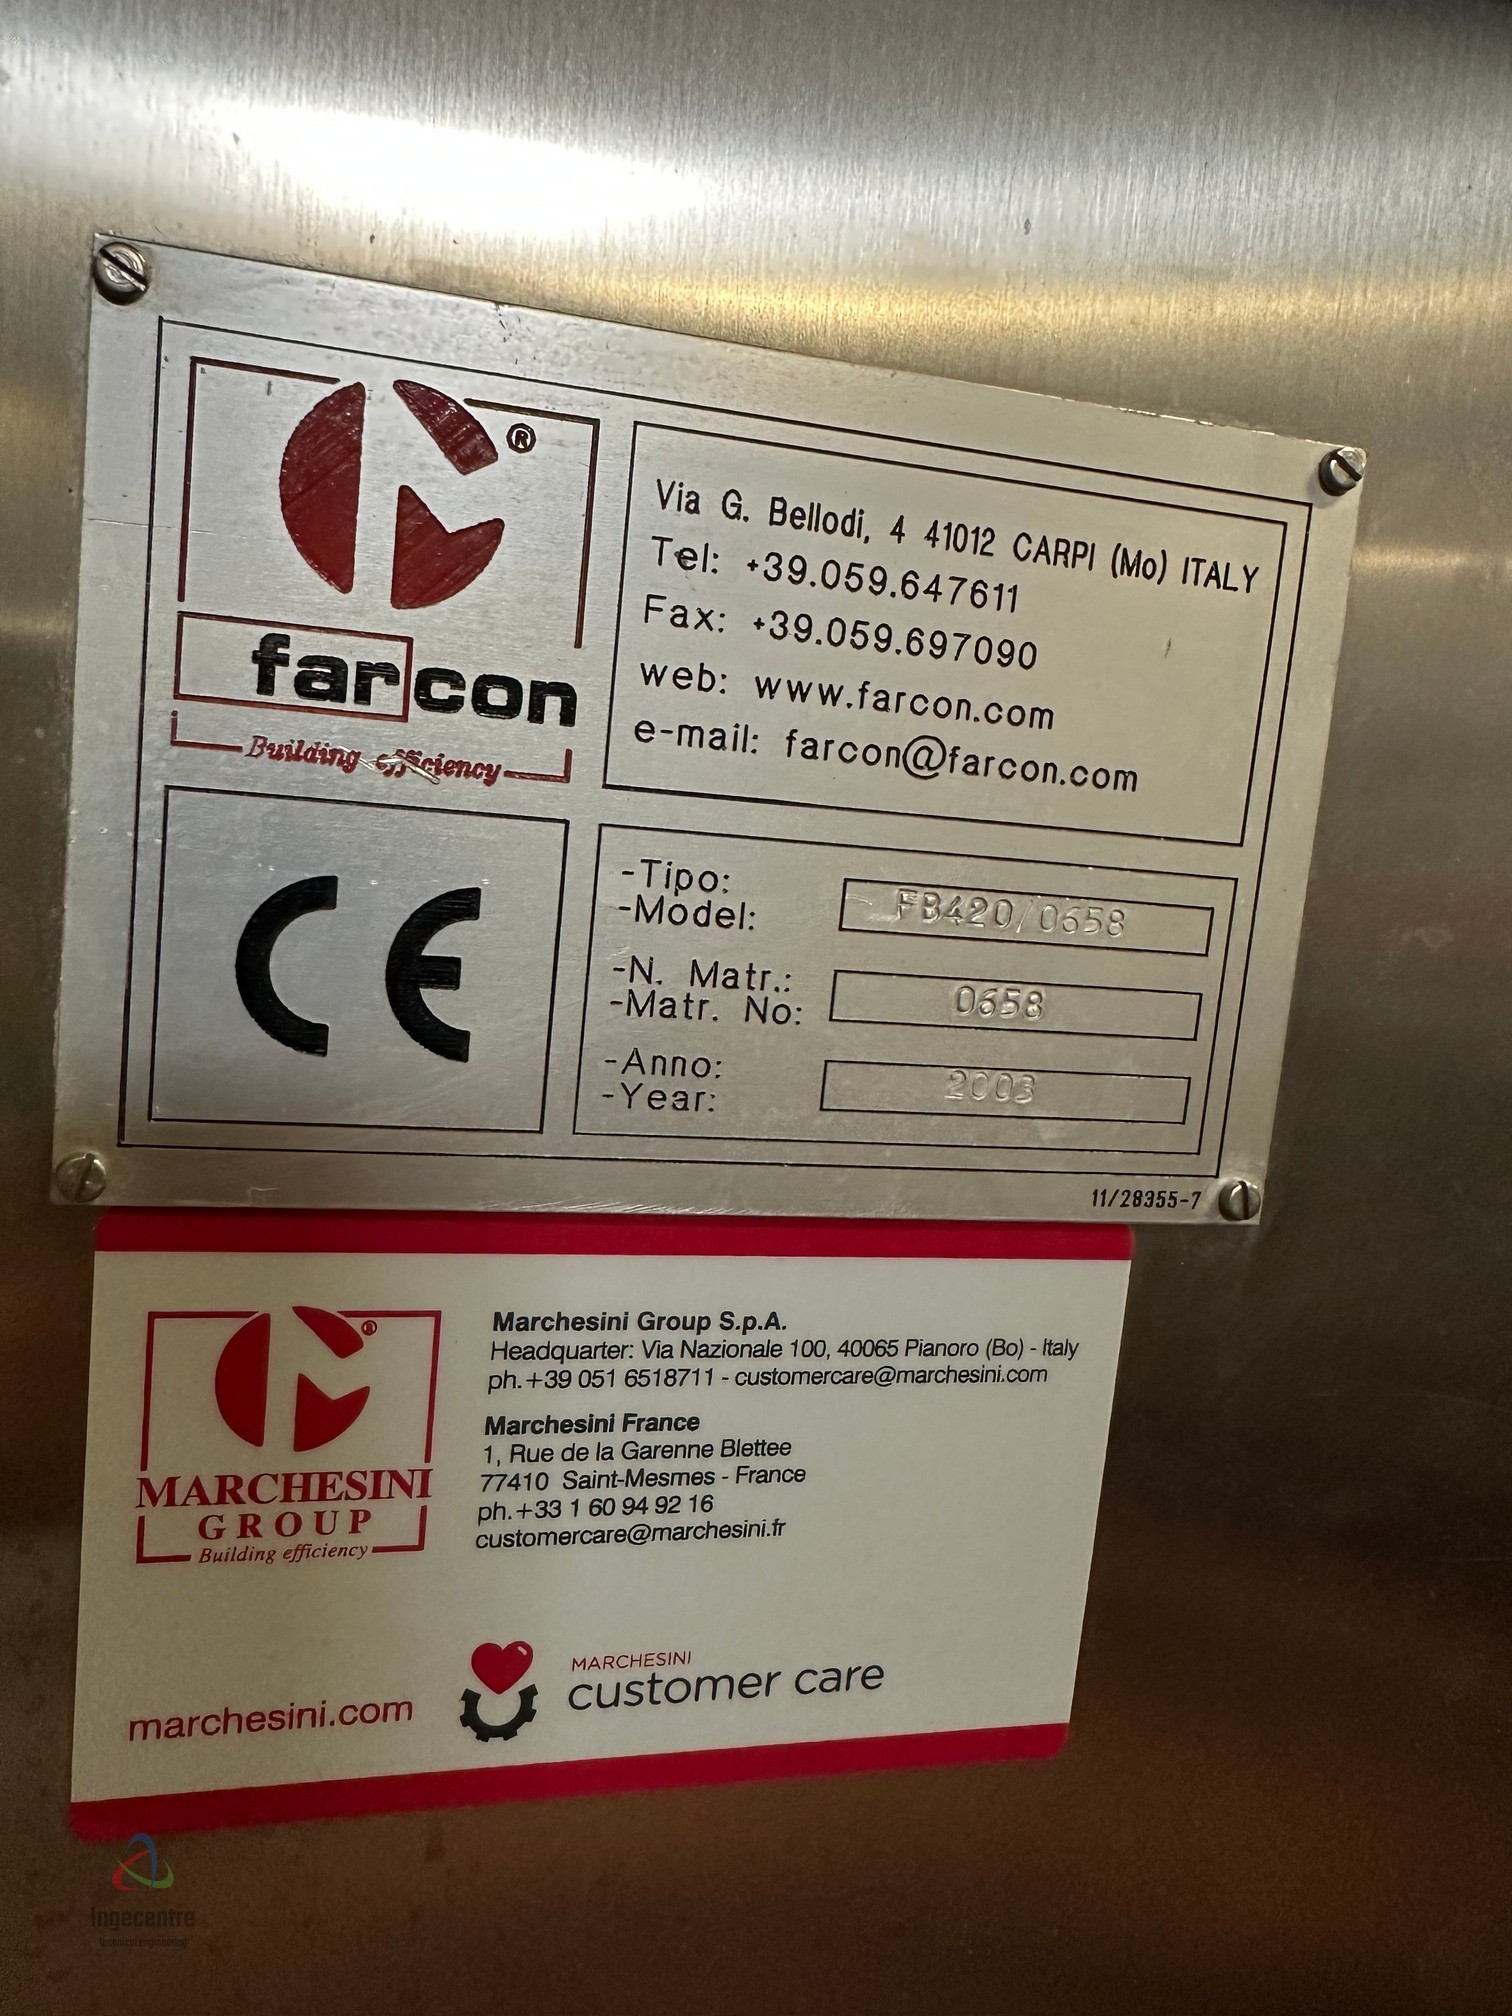 ®
farcon
Building efficiency
Via G. Bellodi, 4 41012 CARPI (Mo) ITALY
Tel: +39.059.647611
Fax: +39.059.697090
web: www.farcon.com
e-mail: farcon@farcon.com
CE
-Tipo:
-Model: FB420/0658
-N. Matr.:
-Matr. No: 0658
-Anno:
-Year: 2003
11/28355-7
®
MARCHESINI
GROUP
Building efficiency
Marchesini Group S.p.A.
Headquarter: Via Nazionale 100, 40065 Pianoro (Bo) - Italy
ph.+39 051 6518711 - customercare@marchesini.com
Marchesini France
1, Rue de la Garenne Blettee
77410 Saint-Mesmes - France
ph.+33 1 60 94 92 16
customercare@marchesini.fr
marchesini.com
MARCHESINI
customer care
Ingecentre
technical engineering